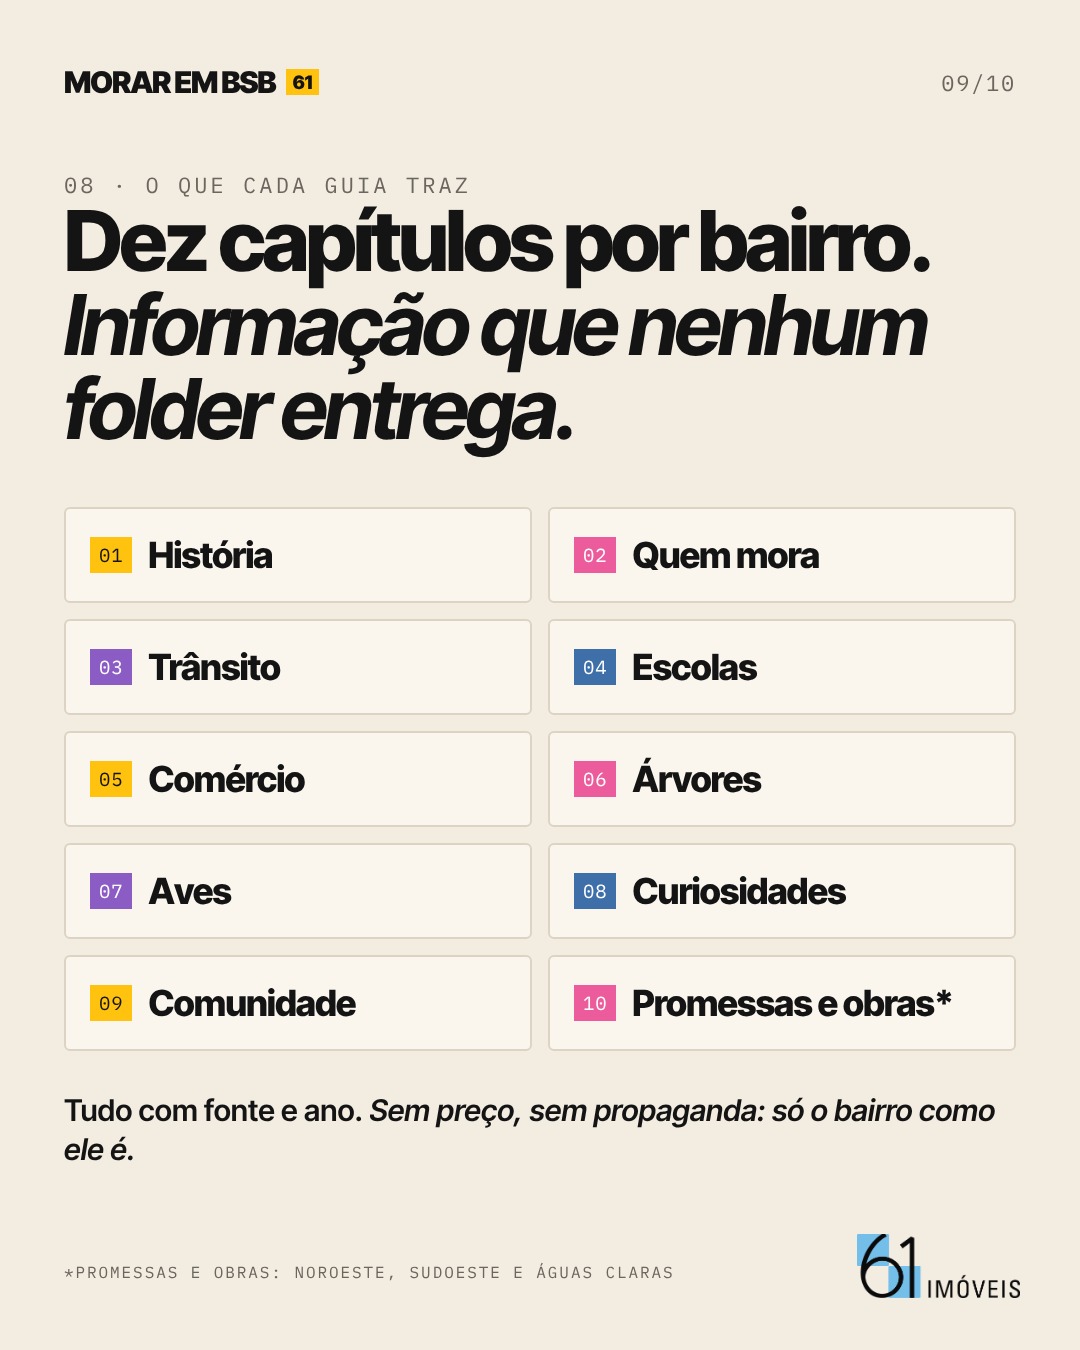 MORAR EM BSB 61
09/10
08 · O QUE CADA GUIA TRAZ
Dez capítulos por bairro.
Informação que nenhum
folder entrega.
01 História
02 Quem mora
03 Trânsito
04 Escolas
05 Comércio
06 Árvores
07 Aves
08 Curiosidades
09 Comunidade
10 Promessas e obras*
Tudo com fonte e ano. Sem preço, sem propaganda: só o bairro como
ele é.
*PROMESSAS E OBRAS: NOROESTE, SUDOESTE E ÁGUAS CLARAS
61 IMÓVEIS